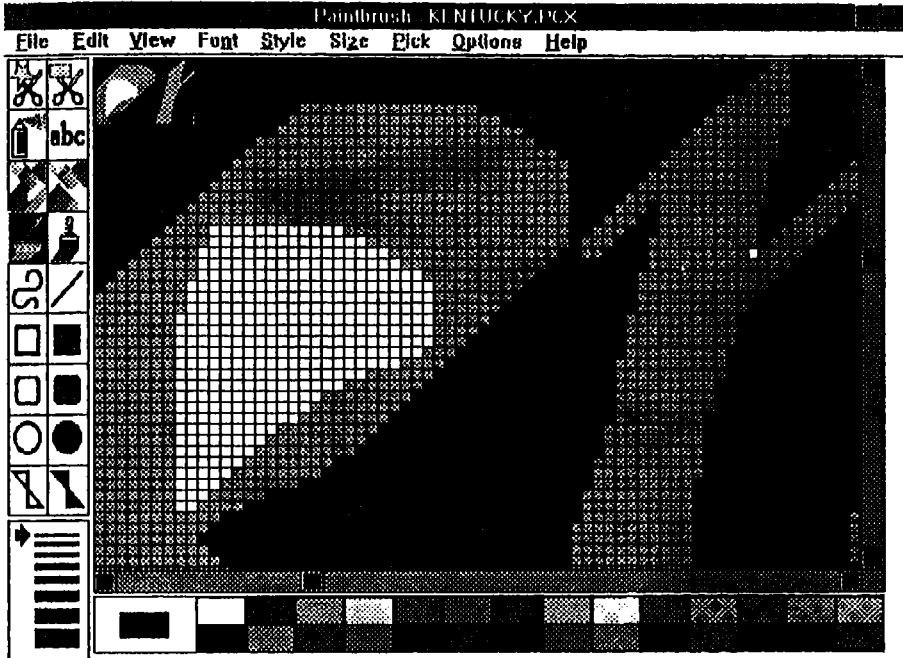 Paintbrush - KENTUCKY.PCX
File Edit View Font Style Size Pick Options Help
abc